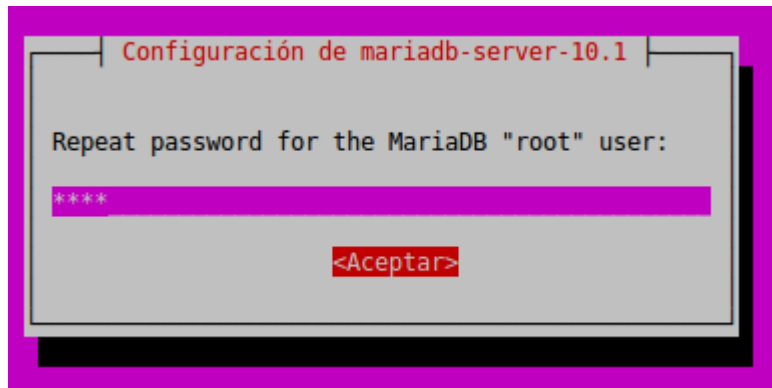 Configuración de mariadb-server-10.1
Repeat password for the MariaDB "root" user:
****
<Aceptar>